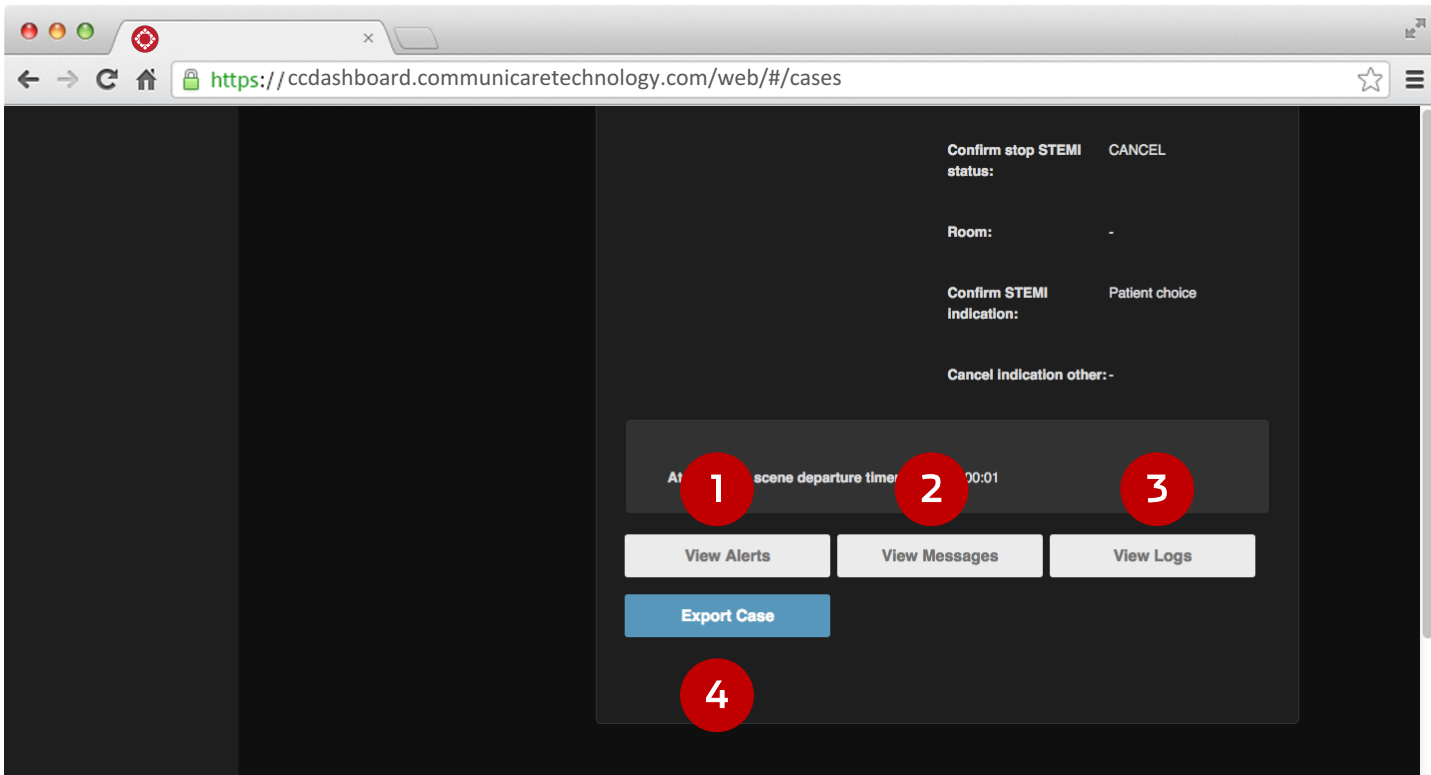 https://ccdashboard.communicaretechnology.com/web/#/cases
Confirm stop STEMI status: CANCEL
Room: -
Confirm STEMI indication: Patient choice
Cancel indication other: -
At scene departure time 00:01
1 2 3
View Alerts View Messages View Logs
Export Case
4